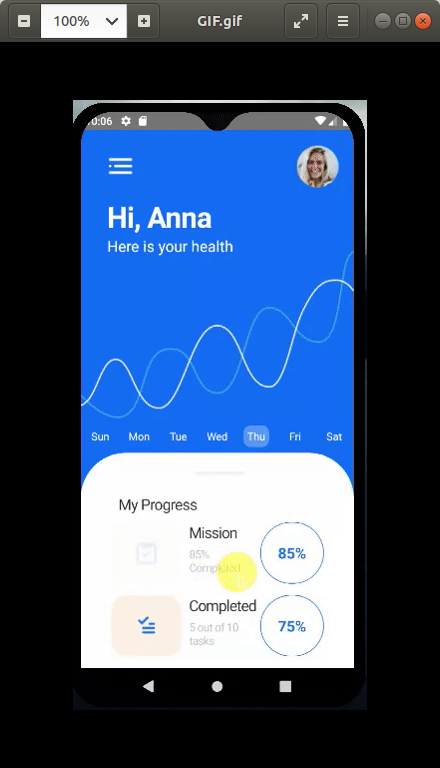 100%
GIF.gif
10:06
Hi, Anna
Here is your health
Sun Mon Tue Wed Thu Fri Sat
My Progress
Mission
85%
Completed
85%
Completed
5 out of 10
tasks
75%